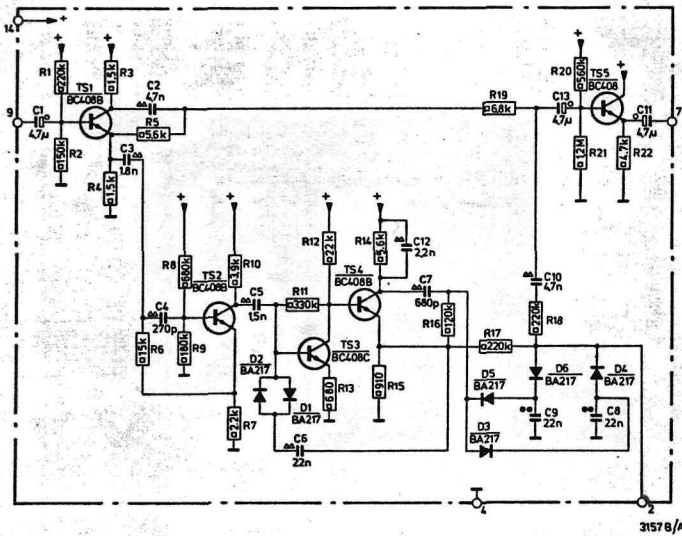 14
+
+
+
R1
220k
R3
1,5k
TS1
BC408B
C2
4,7n
R5
5,6k
9
C1
4,7µ
R2
150k
C3
1,8n
R4
1,5k
R19
6,8k
+
+
R20
560k
TS5
BC408
C13
4,7µ
C11
4,7µ
7
R21
1,2M
R22
4,7k
+
+
+
+
R8
680k
R10
3,9k
TS2
BC408B
R12
22k
R14
5,6k
C12
2,2n
TS4
BC408B
C4
270p
R6
15k
R9
180k
C5
1,5n
R11
330k
C7
680p
R16
120k
C10
4,7n
R18
220k
TS3
BC408C
R17
220k
D2
BA217
D1
BA217
R13
680
R15
910
R7
2,2k
C6
22n
D5
BA217
D6
BA217
D4
BA217
C9
22n
C8
22n
D3
BA217
4
2
3157B/A